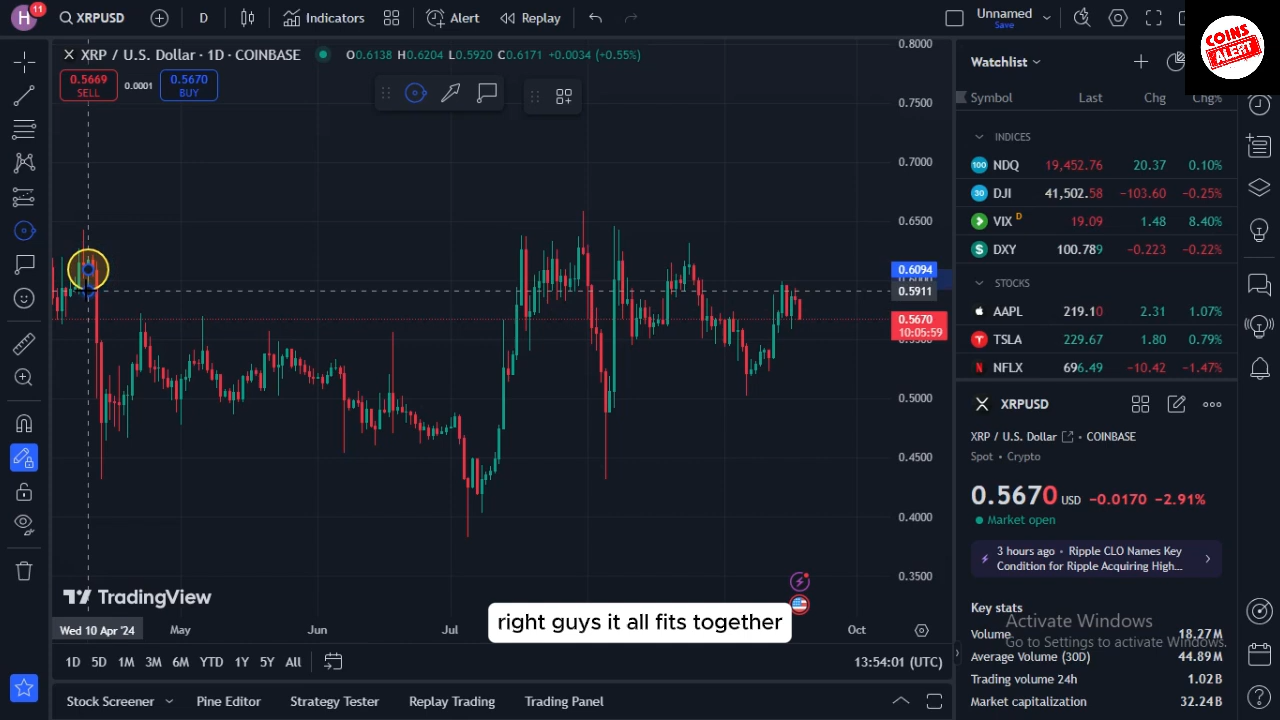 H 11 XRPUSD D Indicators Alert Replay Unnamed
Save
COINS
ALERT
XRP / U.S. Dollar · 1D · COINBASE O0.6138 H0.6204 L0.5920 C0.6171 +0.0034 (+0.55%)
0.5669
SELL
0.0001
0.5670
BUY
0.8000
0.7500
0.7000
0.6500
0.6094
0.5911
0.5670
10:05:59
0.5000
0.4500
0.4000
0.3500
Watchlist
Symbol Last Chg Chg%
INDICES
100 NDQ 19,452.76 20.37 0.10%
30 DJI 41,502.58 −103.60 −0.25%
VIX D 19.09 1.48 8.40%
$ DXY 100.789 −0.223 −0.22%
STOCKS
AAPL 219.10 2.31 1.07%
TSLA 229.67 1.80 0.79%
N NFLX 696.49 −10.42 −1.47%
XRPUSD
XRP / U.S. Dollar · COINBASE
Spot · Crypto
0.5670 USD −0.0170 −2.91%
Market open
3 hours ago · Ripple CLO Names Key
Condition for Ripple Acquiring High...
Key stats
Volume 18.27M
Average Volume (30D) 44.89M
Trading volume 24h 1.02B
Market capitalization 32.24B
Activate Windows
Go to Settings to activate Windows.
TradingView
right guys it all fits together
Wed 10 Apr '24 May Jun Jul Oct
1D 5D 1M 3M 6M YTD 1Y 5Y All 13:54:01 (UTC)
Stock Screener Pine Editor Strategy Tester Replay Trading Trading Panel